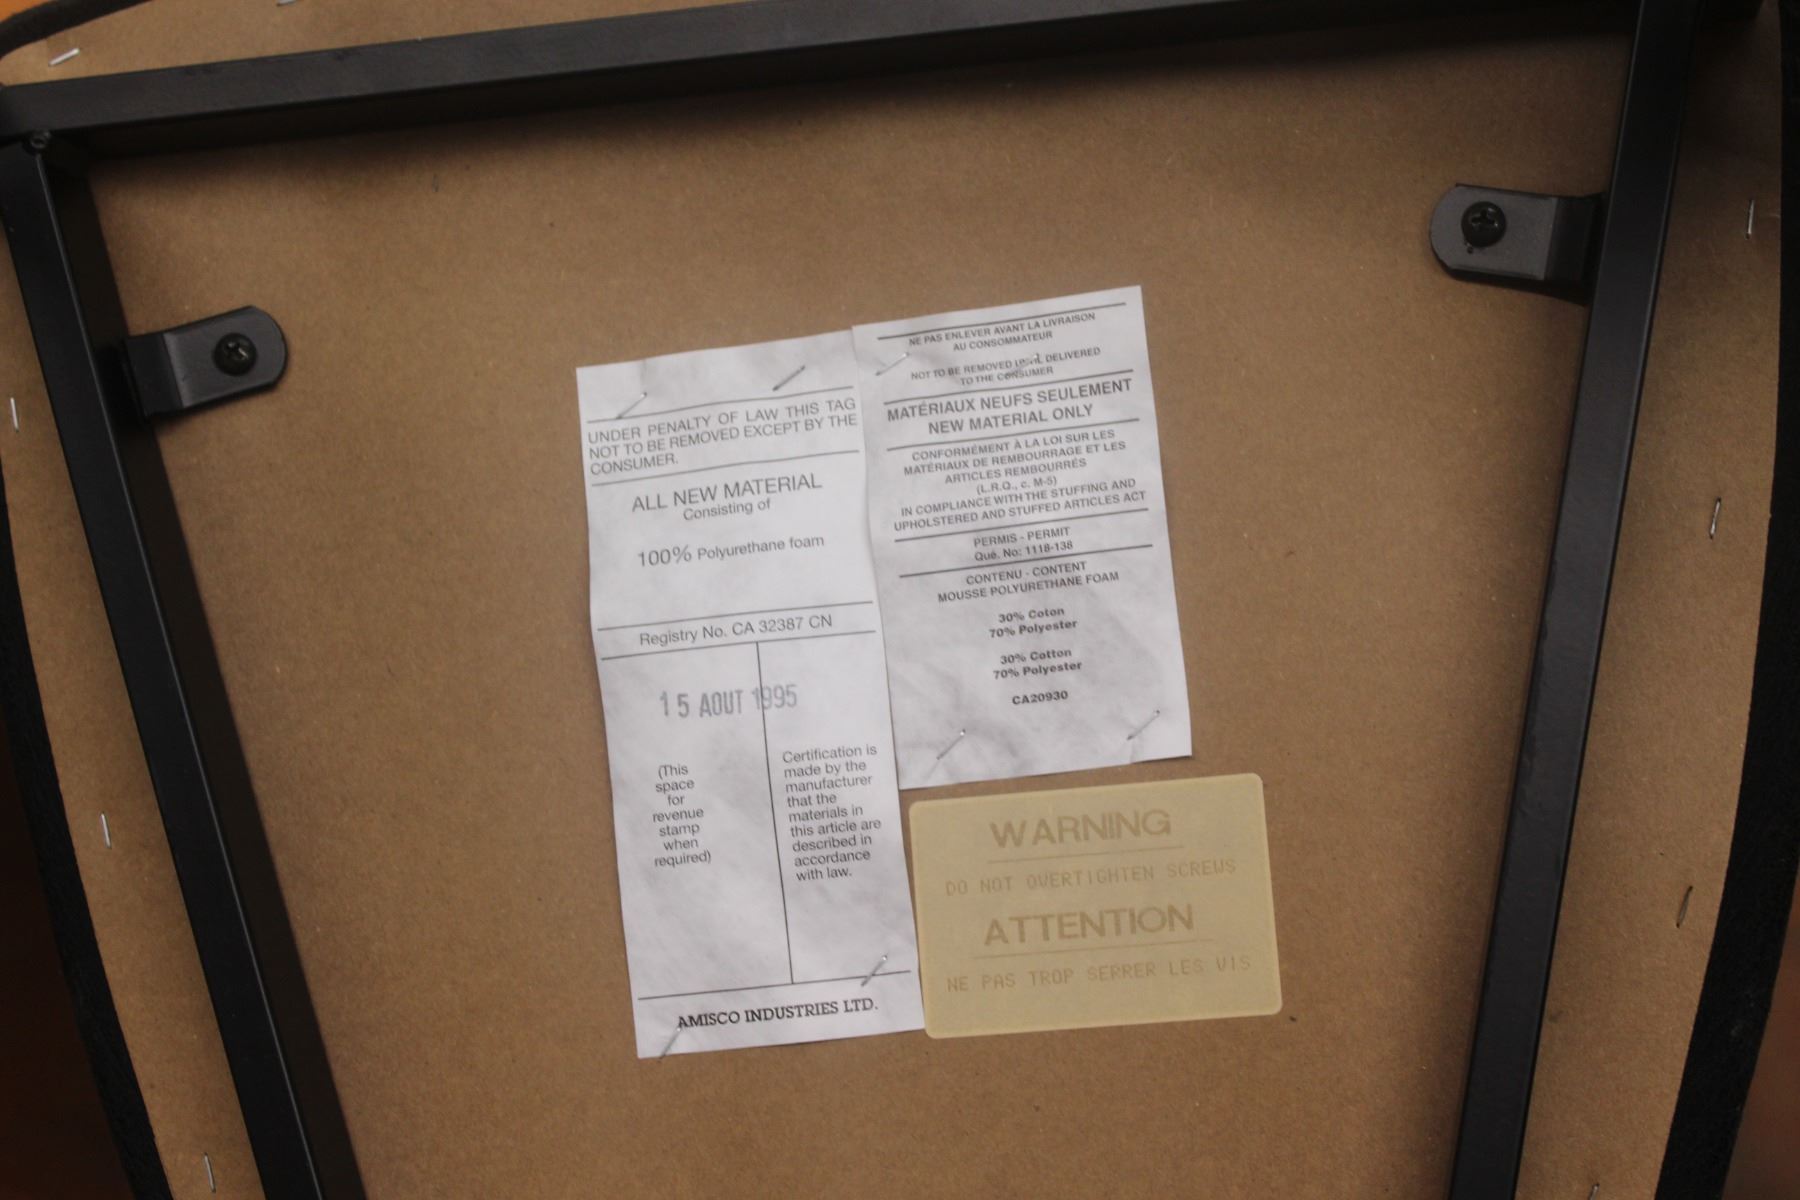 UNDER PENALTY OF LAW THIS TAG
NOT TO BE REMOVED EXCEPT BY THE
CONSUMER.
ALL NEW MATERIAL
Consisting of
100% Polyurethane foam
Registry No. CA 32387 CN
15 AOUT 1995
(This
space
for
revenue
stamp
when
required)
Certification is
made by the
manufacturer
that the
materials in
this article are
described in
accordance
with law.
AMISCO INDUSTRIES LTD.
NE PAS ENLEVER AVANT LA LIVRAISON
AU CONSOMMATEUR
NOT TO BE REMOVED UNTIL DELIVERED
TO THE CONSUMER
MATÉRIAUX NEUFS SEULEMENT
NEW MATERIAL ONLY
CONFORMÉMENT À LA LOI SUR LES
MATÉRIAUX DE REMBOURRAGE ET LES
ARTICLES REMBOURRÉS
(L.R.Q., c. M-5)
IN COMPLIANCE WITH THE STUFFING AND
UPHOLSTERED AND STUFFED ARTICLES ACT
PERMIS - PERMIT
Qué. No: 1118-138
CONTENU - CONTENT
MOUSSE POLYURETHANE FOAM
30% Coton
70% Polyester
30% Cotton
70% Polyester
CA20930
WARNING
DO NOT OVERTIGHTEN SCREWS
ATTENTION
NE PAS TROP SERRER LES VIS